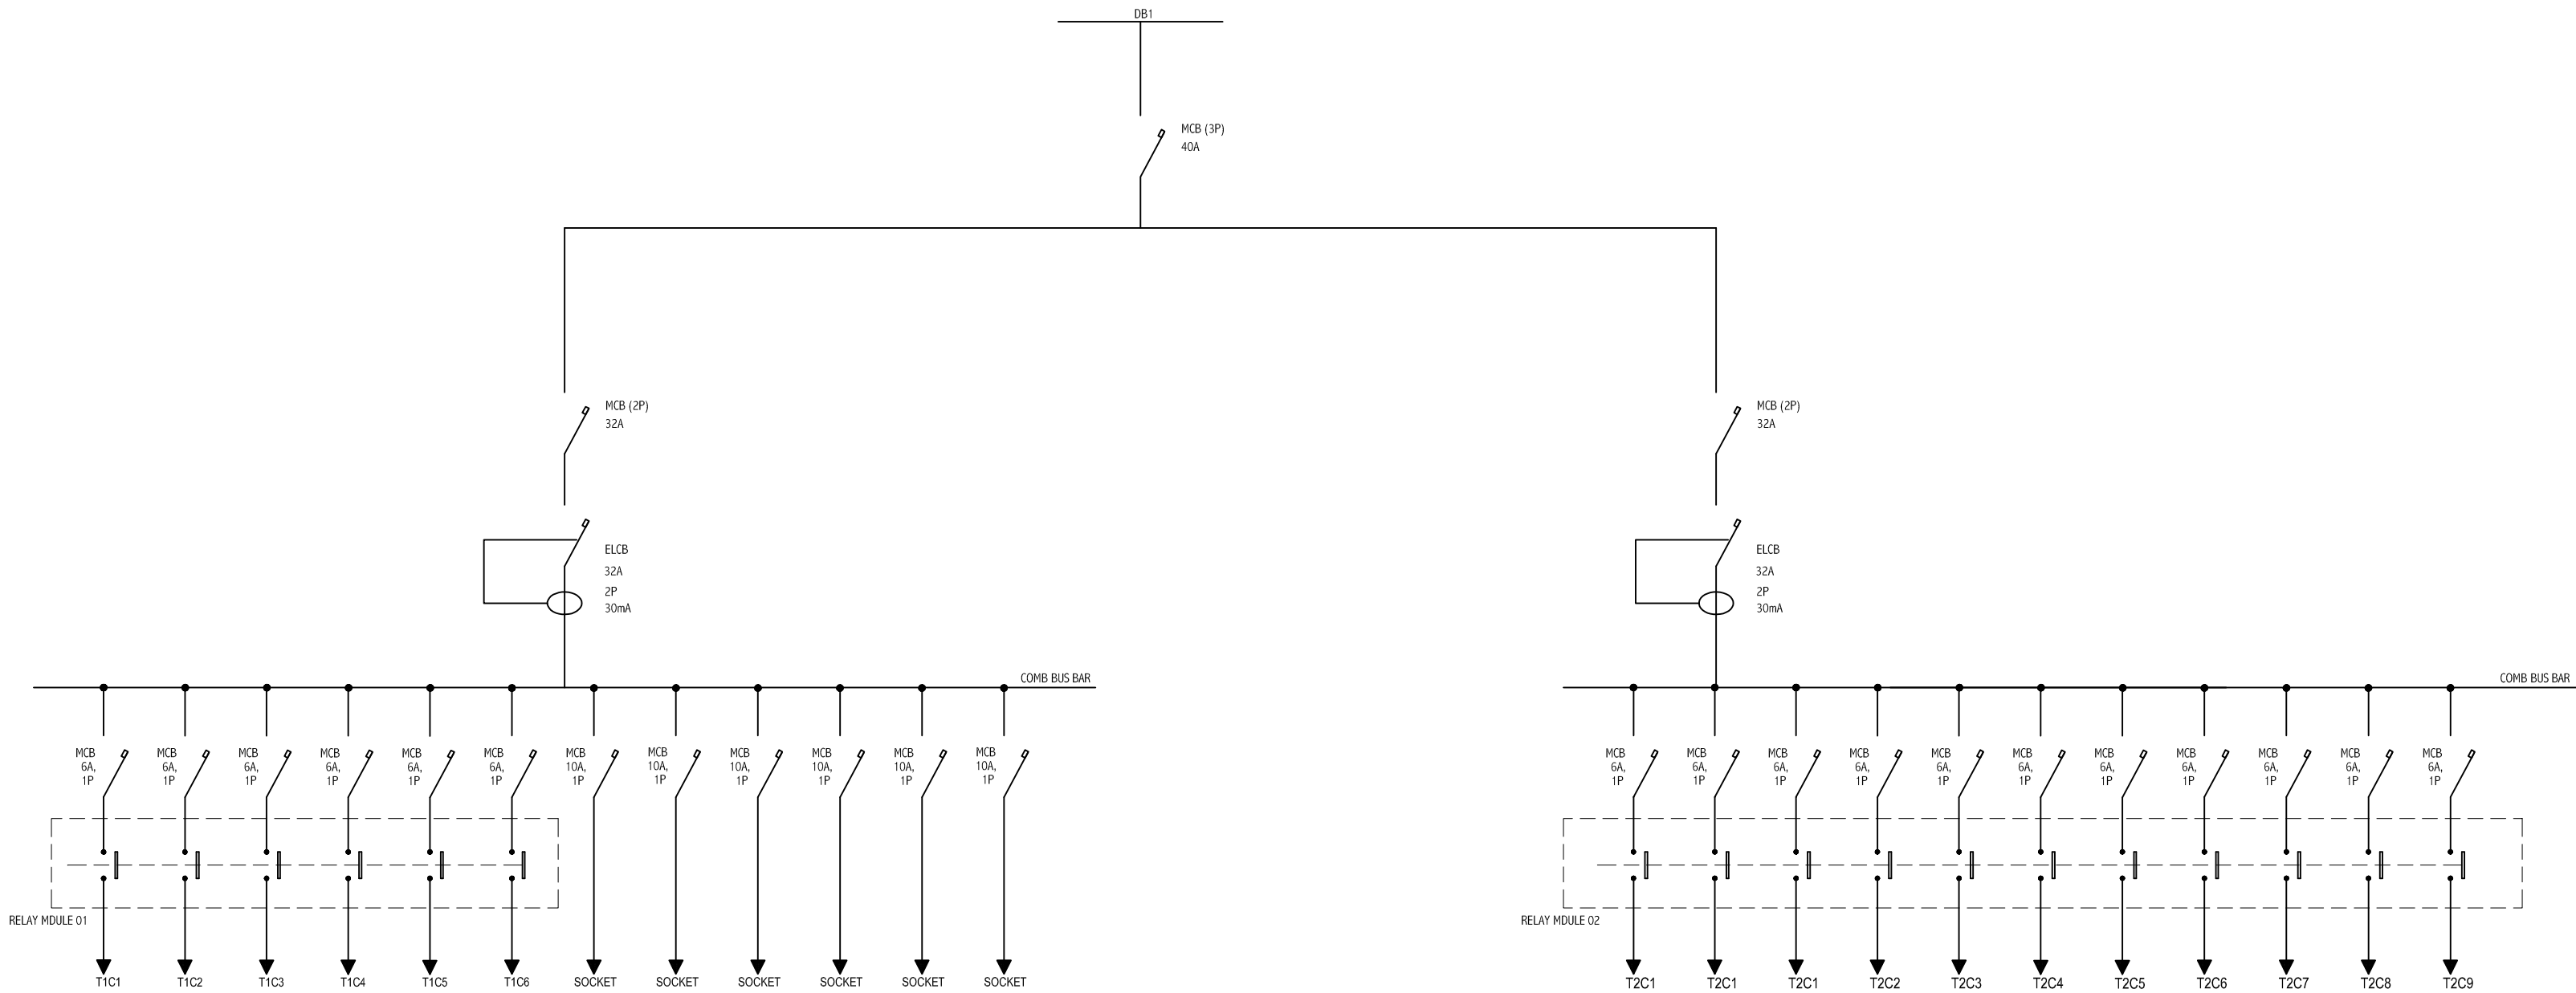 DB1
MCB (3P)
40A
MCB (2P)
32A
MCB (2P)
32A
ELCB
32A
2P
30mA
ELCB
32A
2P
30mA
COMB BUS BAR
COMB BUS BAR
MCB
6A,
1P
MCB
6A,
1P
MCB
6A,
1P
MCB
6A,
1P
MCB
6A,
1P
MCB
6A,
1P
MCB
10A,
1P
MCB
10A,
1P
MCB
10A,
1P
MCB
10A,
1P
MCB
10A,
1P
MCB
10A,
1P
MCB
6A,
1P
MCB
6A,
1P
MCB
6A,
1P
MCB
6A,
1P
MCB
6A,
1P
MCB
6A,
1P
MCB
6A,
1P
MCB
6A,
1P
MCB
6A,
1P
MCB
6A,
1P
MCB
6A,
1P
RELAY MDULE 01
RELAY MDULE 02
T1C1
T1C2
T1C3
T1C4
T1C5
T1C6
SOCKET
SOCKET
SOCKET
SOCKET
SOCKET
SOCKET
T2C1
T2C1
T2C1
T2C2
T2C3
T2C4
T2C5
T2C6
T2C7
T2C8
T2C9